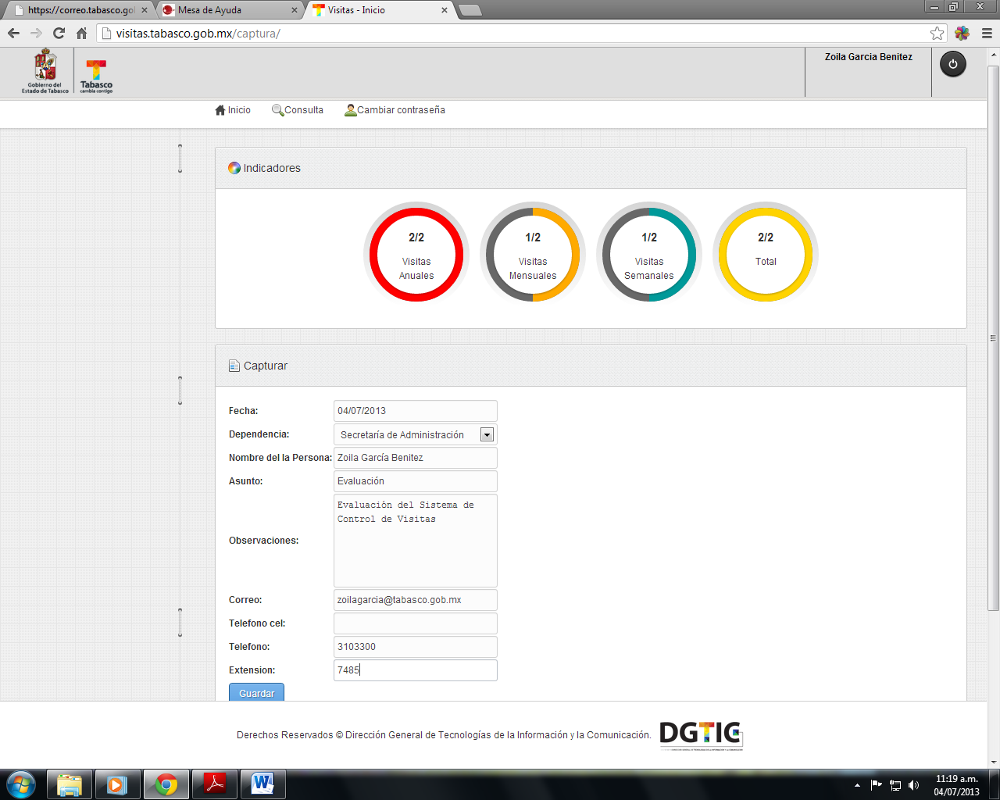 https://correo.tabasco.gol
Mesa de Ayuda
Visitas - Inicio
visitas.tabasco.gob.mx/captura/
Gobierno del
Estado de Tabasco
Tabasco
cambia contigo
Zoila Garcia Benitez
Inicio
Consulta
Cambiar contraseña
Indicadores
2/2
Visitas
Anuales
1/2
Visitas
Mensuales
1/2
Visitas
Semanales
2/2
Total
Capturar
Fecha: 04/07/2013
Dependencia: Secretaría de Administración
Nombre del la Persona: Zoila García Benitez
Asunto: Evaluación
Observaciones: Evaluación del Sistema de
Control de Visitas
Correo: zoilagarcia@tabasco.gob.mx
Telefono cel:
Telefono: 3103300
Extension: 7485
Guardar
Derechos Reservados © Dirección General de Tecnologías de la Información y la Comunicación.
DGTIC
11:19 a.m.
04/07/2013